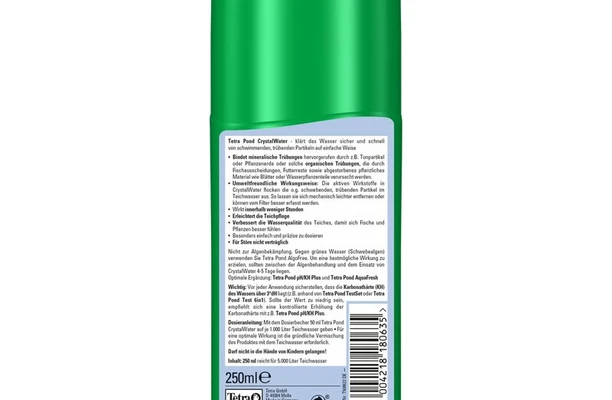 Tetra Pond CrystalWater - klärt das Wasser sicher und schnell
von schwimmenden, trübenden Partikeln auf einfache Weise
• Bindet mineralische Trübungen hervorgerufen durch z.B. Tonpartikel
oder Pflanzenerde oder solche organischen Trübungen, die durch
Fischausscheidungen, Futterreste sowie abgestorbenes pflanzliches
Material wie Blätter oder Wasserpflanzenteile verursacht werden.
• Umweltfreundliche Wirkungsweise: Die aktiven Wirkstoffe in
CrystalWater flocken die o.g. schwebenden, trübenden Partikel im
Teichwasser aus. So lassen sie sich mechanisch leichter entfernen oder
können vom Filter besser erfasst werden.
• Wirkt innerhalb weniger Stunden
• Erleichtert die Teichpflege
• Verbessert die Wasserqualität des Teiches, damit sich Fische und
Pflanzen besser fühlen
• Besonders einfach und präzise zu dosieren
• Für Störe nicht verträglich
Nicht zur Algenbekämpfung. Gegen grünes Wasser (Schwebealgen)
verwenden Sie Tetra Pond AlgoFree. Um eine bestmögliche Wirkung zu
erzielen, sollten zwischen der Algenbehandlung und dem Einsatz von
CrystalWater 4-5 Tage liegen.
Optimale Ergänzung: Tetra Pond pH/KH Plus und Tetra Pond AquaFresh
Wichtig: Vor jeder Anwendung sicherstellen, dass die Karbonathärte (KH)
des Wassers über 3°dH liegt z.B. anhand von Tetra Pond TestSet oder Tetra
Pond Test 6in1). Sollte der Wert zu niedrig sein,
empfiehlt sich eine kontrollierte Erhöhung der
Karbonathärte mit z.B. Tetra Pond pH/KH Plus.
Dosieranleitung: Mit dem Dosierbecher 50 ml Tetra Pond
CrystalWater auf je 1.000 Liter Teichwasser geben • Für
eine optimale Wirkung ist die gründliche Vermischung
des Produktes mit dem Teichwasser erforderlich.
Darf nicht in die Hände von Kindern gelangen!
Inhalt: 250 ml reicht für 5.000 Liter Teichwasser
250ml e
Tetra
Tetra GmbH
D-49304 Melle
4 004218 180635 >